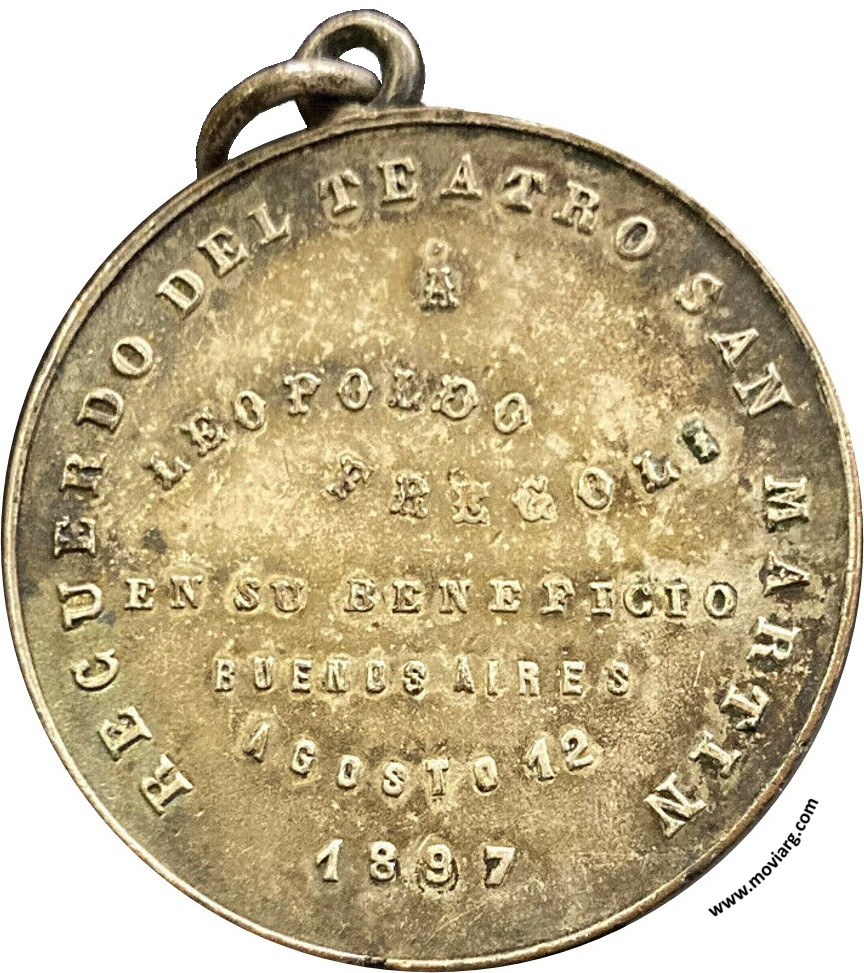 RECUERDO DEL TEATRO SAN MARTIN
Á
LEOPOLDO
FREGOLI
EN SU BENEFICIO
BUENOS AIRES
AGOSTO 12
1897
www.moviarg.com